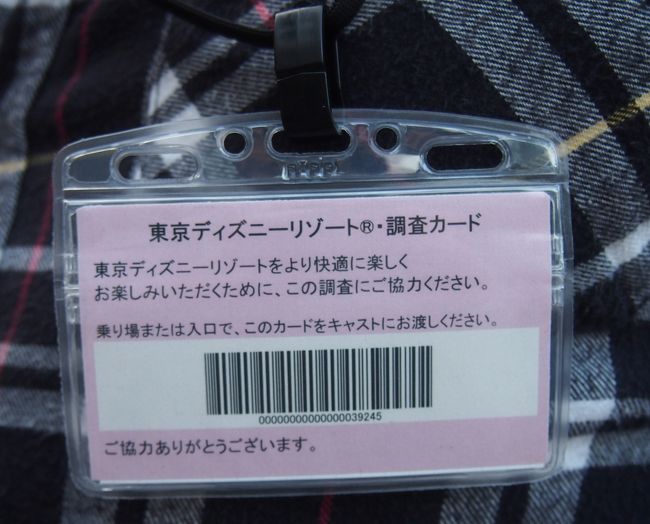 東京ディズニーリゾート®・調査カード
東京ディズニーリゾートをより快適に楽しく
お楽しみいただくために、この調査にご協力ください。
乗り場または入口で、このカードをキャストにお渡しください。
00000000000000039245
ご協力ありがとうございます。